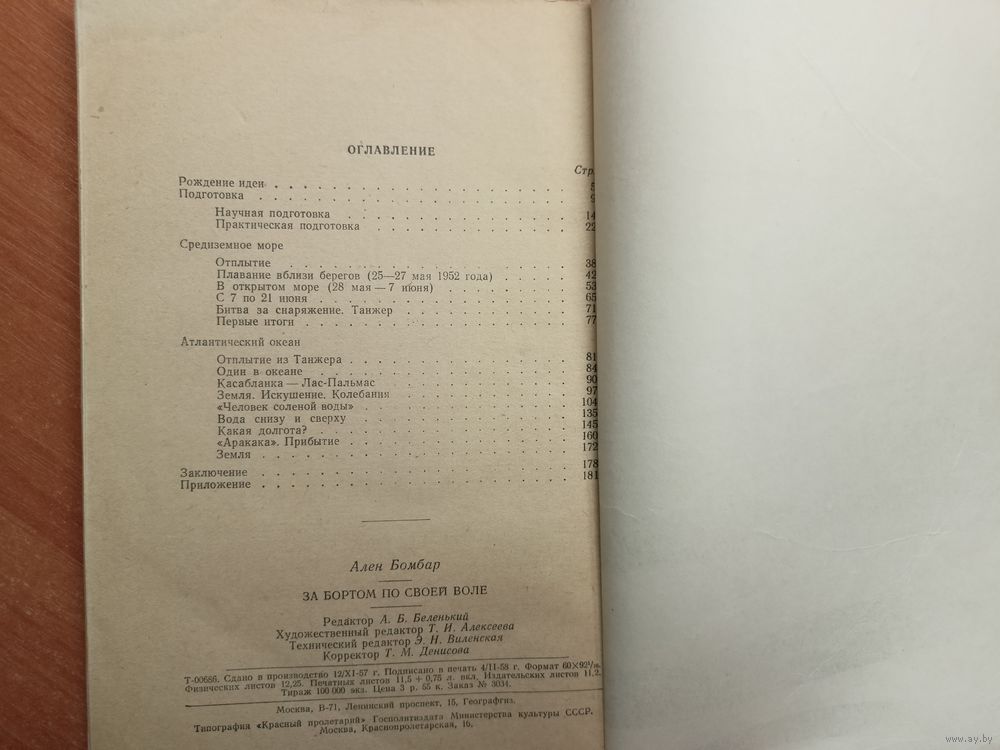 ОГЛАВЛЕНИЕ
Стр.
Рождение идеи . . . . . . . . . . . . . . . . . . . . . . 5
Подготовка . . . . . . . . . . . . . . . . . . . . . . 9
Научная подготовка . . . . . . . . . . . . . . . . 14
Практическая подготовка . . . . . . . . . . . . . . 22
Средиземное море
Отплытие . . . . . . . . . . . . . . . . . . . . 38
Плавание вблизи берегов (25—27 мая 1952 года) . . . . . 42
В открытом море (28 мая — 7 июня) . . . . . . . . . 53
С 7 по 21 июня . . . . . . . . . . . . . . . . . 65
Битва за снаряжение. Танжер . . . . . . . . . . . 71
Первые итоги . . . . . . . . . . . . . . . . . . 77
Атлантический океан
Отплытие из Танжера . . . . . . . . . . . . . . . 81
Один в океане . . . . . . . . . . . . . . . . . 84
Касабланка — Лас-Пальмас . . . . . . . . . . . . 90
Земля. Искушение. Колебания . . . . . . . . . . . 97
«Человек соленой воды» . . . . . . . . . . . . . 104
Вода снизу и сверху . . . . . . . . . . . . . . 135
Какая долгота? . . . . . . . . . . . . . . . . 145
«Аракака». Прибытие . . . . . . . . . . . . . . 160
Земля . . . . . . . . . . . . . . . . . . . . 172
Заключение . . . . . . . . . . . . . . . . . . . . 178
Приложение . . . . . . . . . . . . . . . . . . . . 181
Ален Бомбар
ЗА БОРТОМ ПО СВОЕЙ ВОЛЕ
Редактор А. Б. Беленький
Художественный редактор Т. И. Алексеева
Технический редактор Э. Н. Виленская
Корректор Т. М. Денисова
Т-00686. Сдано в производство 12/XI-57 г. Подписано в печать 4/II-58 г. Формат 60×92¹/₁₆.
Физических листов 12,25. Печатных листов 11,5 + 0,75 л. вкл. Издательских листов 11,2.
Тираж 100 000 экз. Цена 3 р. 55 к. Заказ № 3034.
Москва, В-71, Ленинский проспект, 15, Географгиз.
Типография «Красный пролетарий» Госполитиздата Министерства культуры СССР.
Москва, Краснопролетарская, 16.
www.ay.by